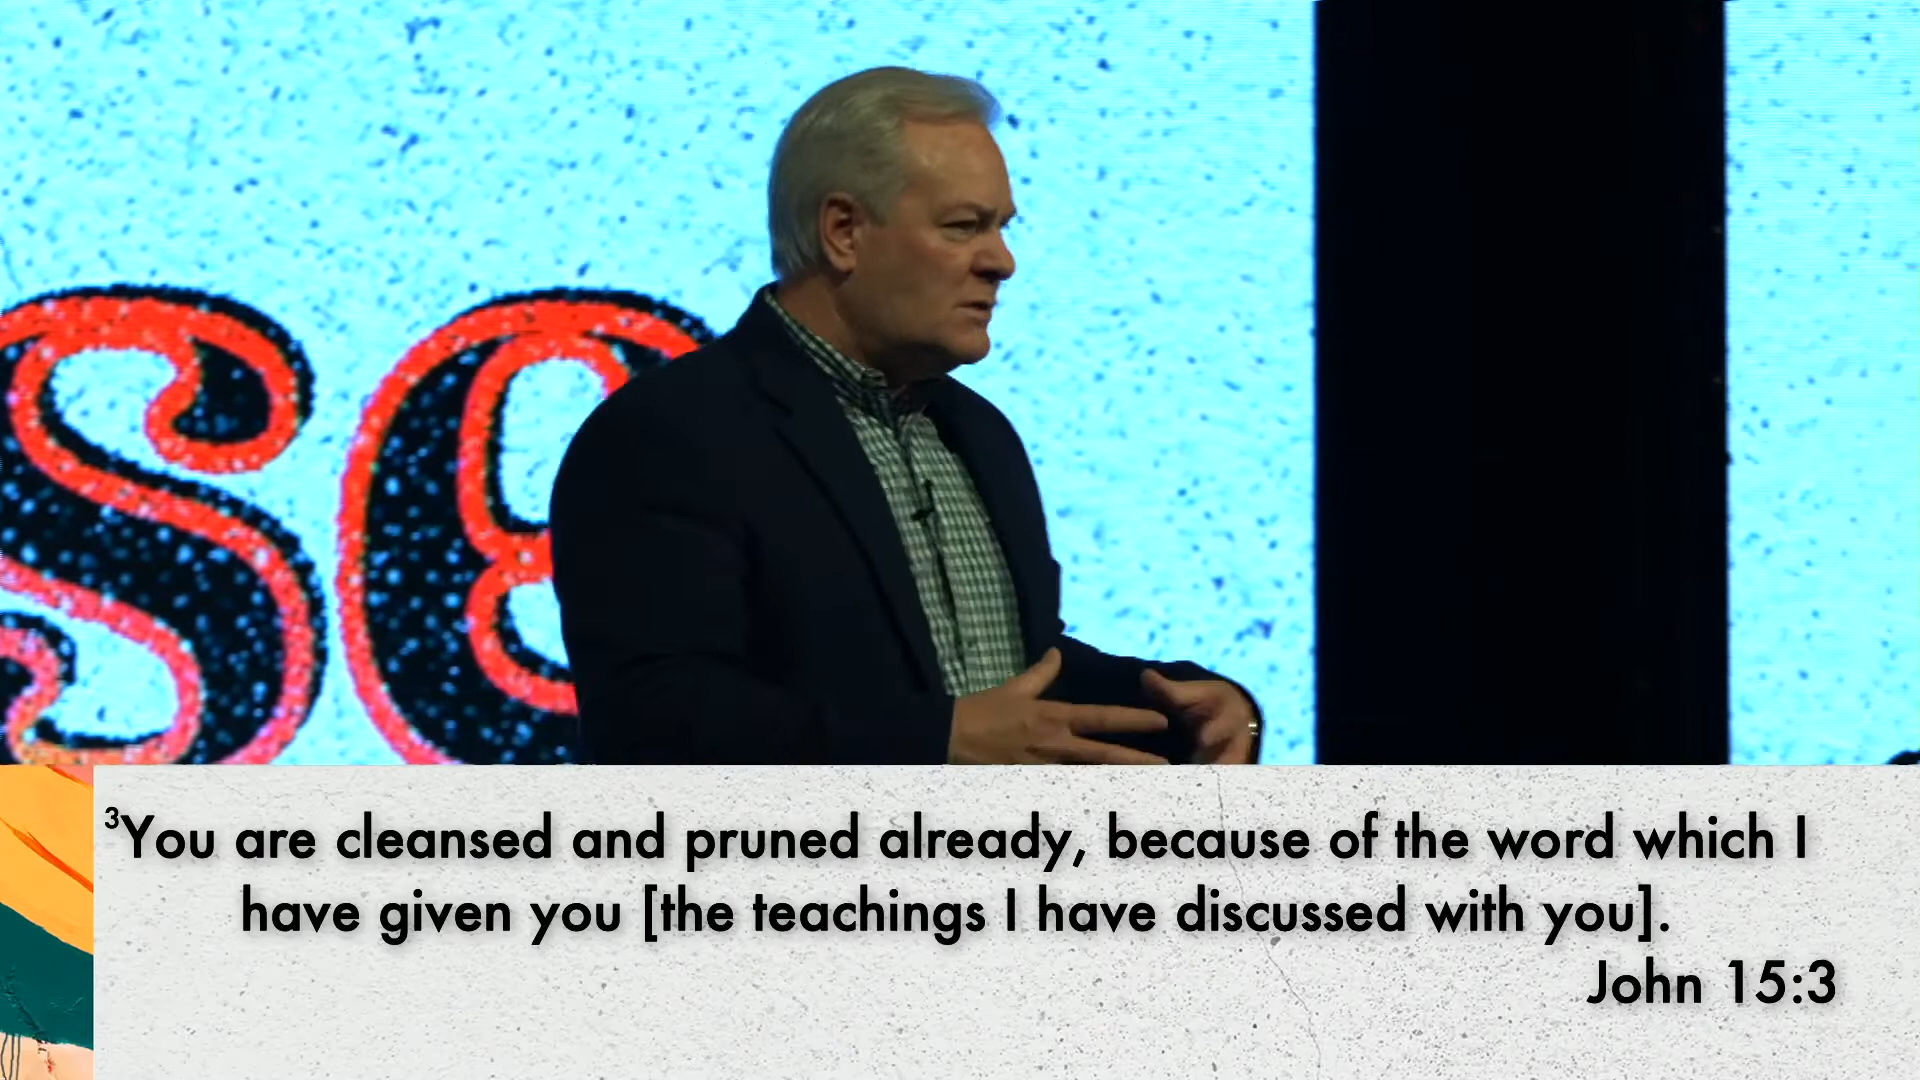 se
³You are cleansed and pruned already, because of the word which I
have given you [the teachings I have discussed with you].
John 15:3